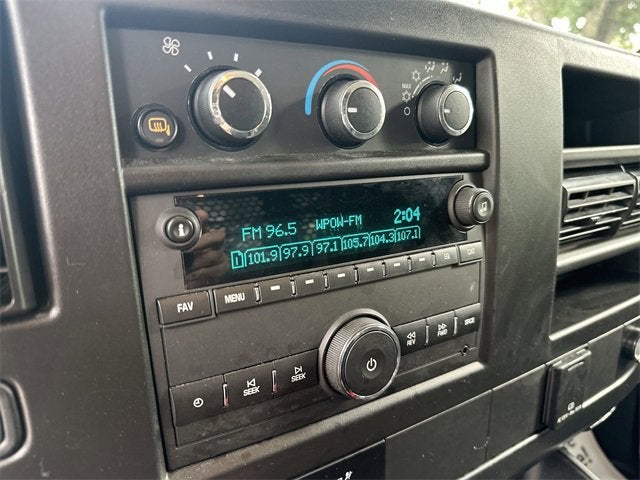 MAX
FM 96.5 WPOW-FM 2:04
1 101.9 97.9 97.1 105.7 104.3 107.1
FAV MENU
REV FWD
SEEK SEEK